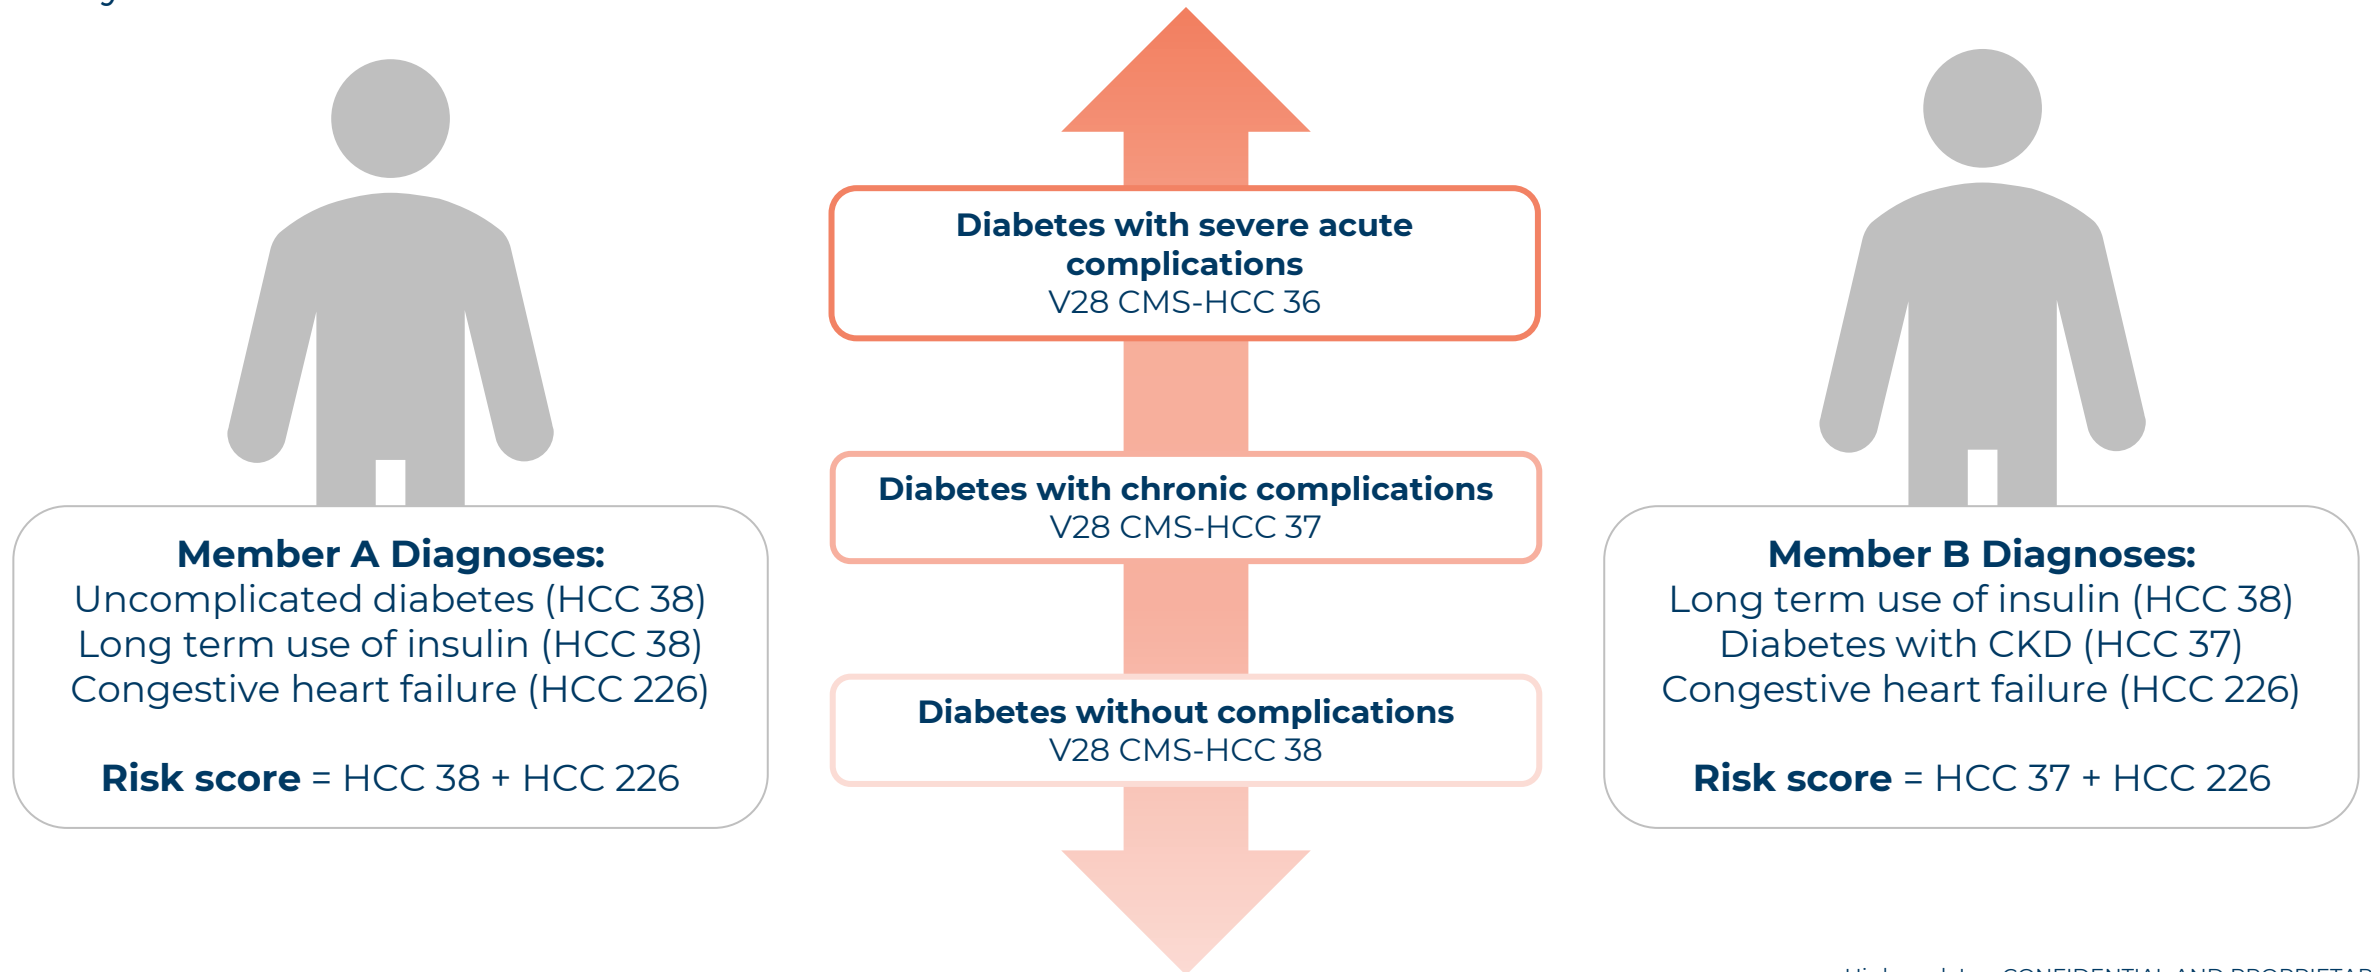 Member A Diagnoses:
Uncomplicated diabetes (HCC 38)
Long term use of insulin (HCC 38)
Congestive heart failure (HCC 226)
Risk score = HCC 38 + HCC 226
Diabetes with severe acute
complications
V28 CMS-HCC 36
Diabetes with chronic complications
V28 CMS-HCC 37
Diabetes without complications
V28 CMS-HCC 38
Member B Diagnoses:
Long term use of insulin (HCC 38)
Diabetes with CKD (HCC 37)
Congestive heart failure (HCC 226)
Risk score = HCC 37 + HCC 226
CONFIDENTIAL AND